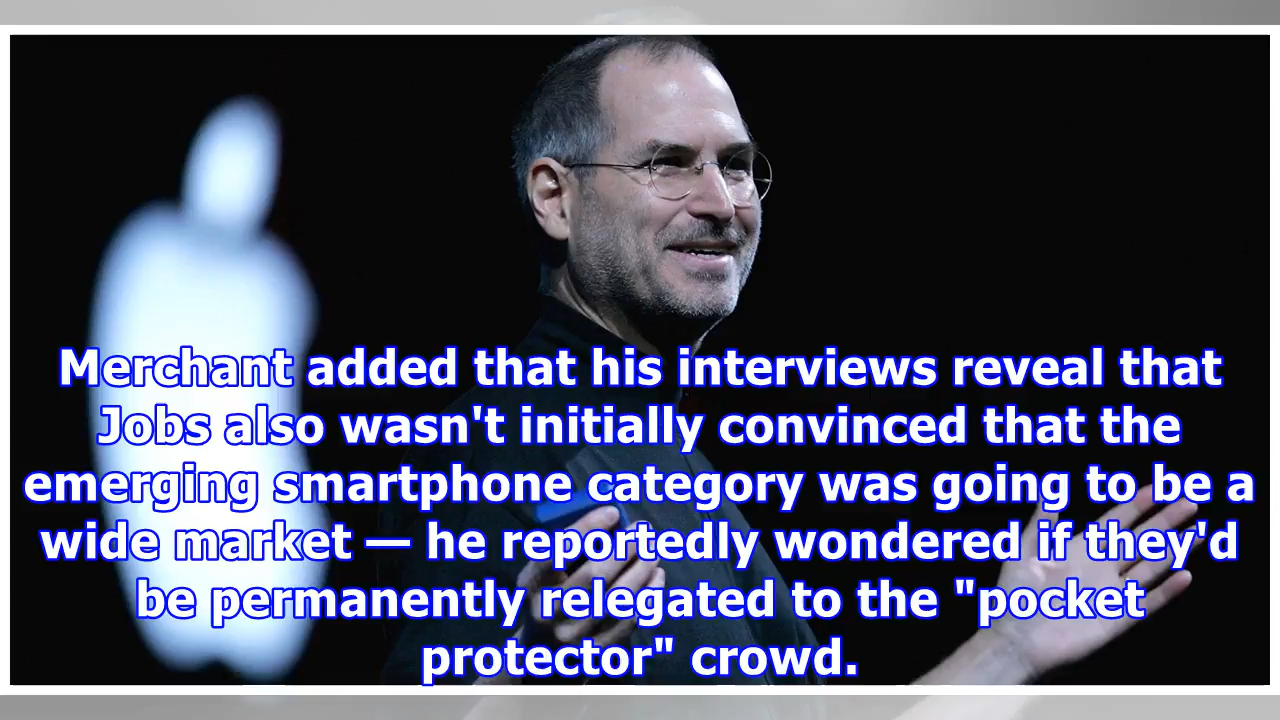 Merchant added that his interviews reveal that
Jobs also wasn't initially convinced that the
emerging smartphone category was going to be a
wide market — he reportedly wondered if they'd
be permanently relegated to the "pocket
protector" crowd.